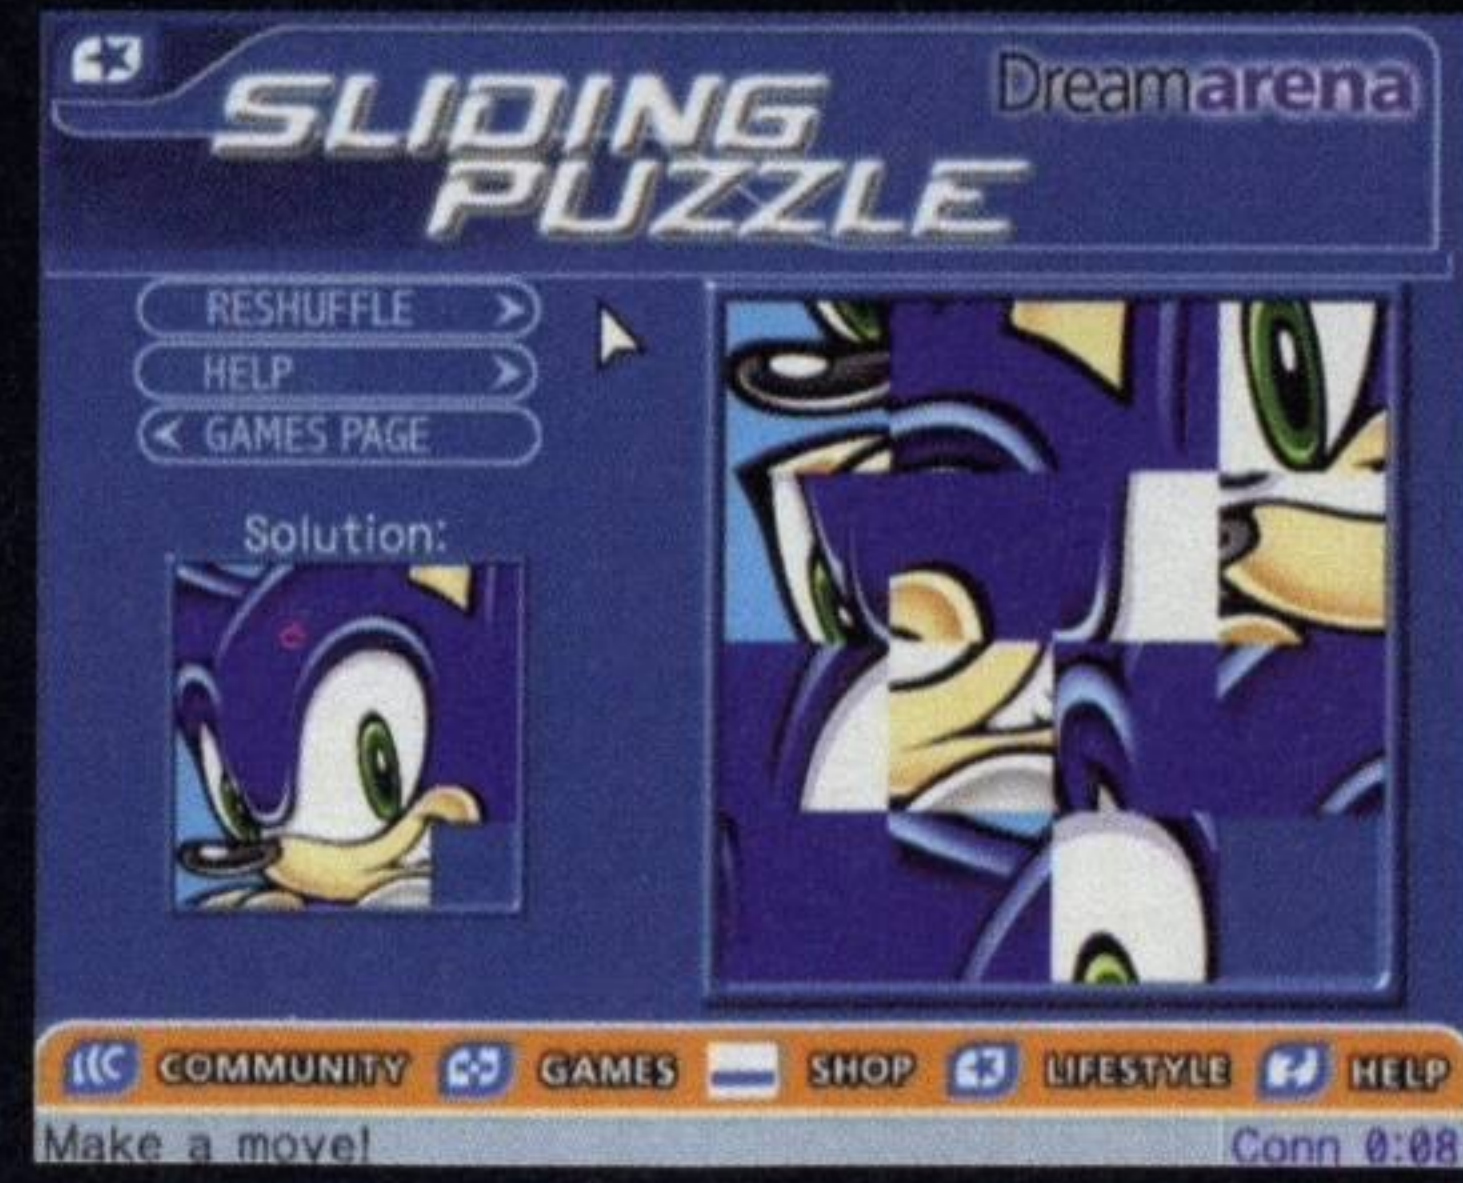 SLIDING
PUZZLE
Dreamarena
RESHUFFLE
HELP
GAMES PAGE
Solution:
COMMUNITY GAMES SHOP LIFESTYLE HELP
Make a move! Conn 0:08